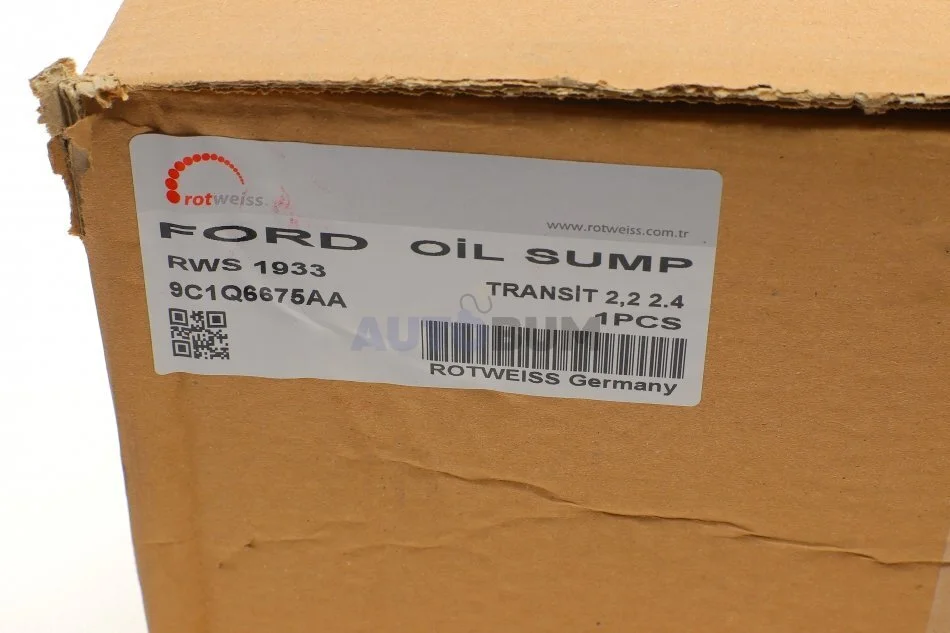 rotweiss
www.rotweiss.com.tr
FORD OİL SUMP
RWS 1933
9C1Q6675AA
TRANSİT 2,2 2.4
1PCS
AUTOBUM
ROTWEISS Germany